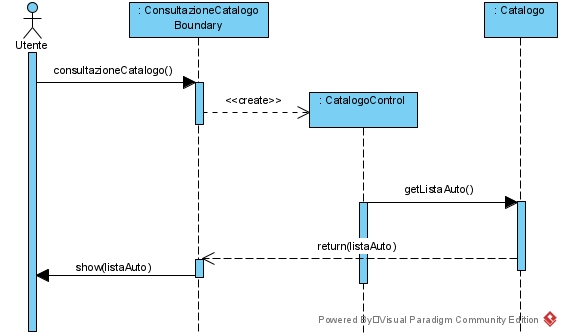 : ConsultazioneCatalogo
Boundary
: Catalogo
Utente
consultazioneCatalogo()
<<create>>
: CatalogoControl
getListaAuto()
return(listaAuto)
show(listaAuto)
Powered By Visual Paradigm Community Edition